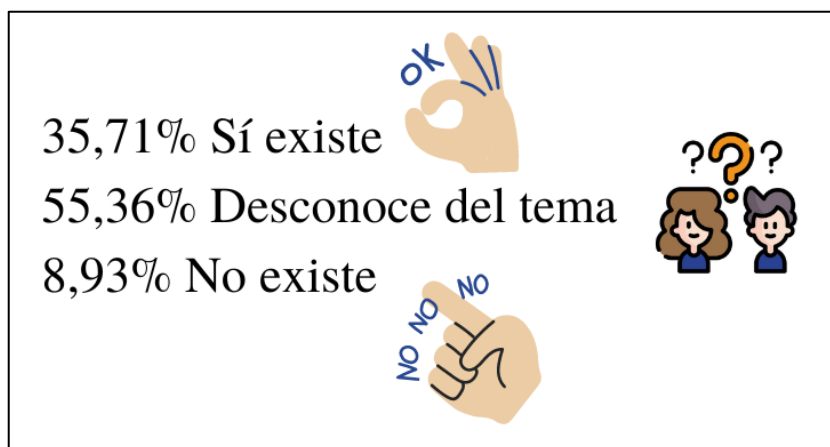 OK
35,71% Sí existe
55,36% Desconoce del tema
8,93% No existe
NO NO NO
? ? ?